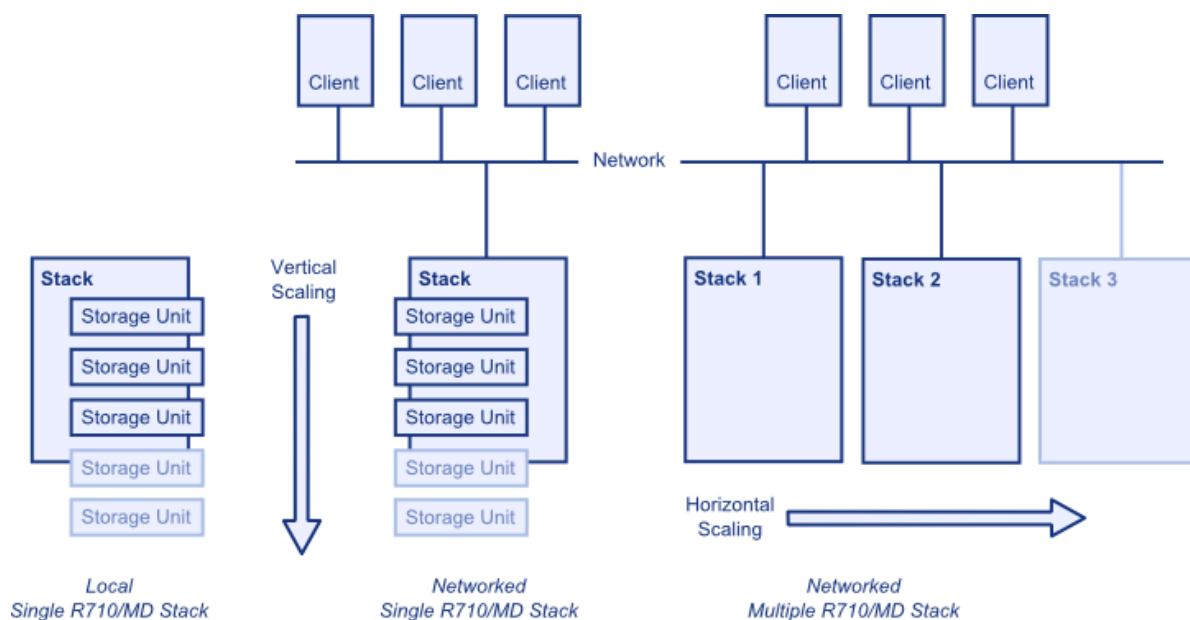 Client
Client
Client
Client
Client
Client
Network
Stack
Storage Unit
Storage Unit
Storage Unit
Storage Unit
Storage Unit
Vertical
Scaling
Stack
Storage Unit
Storage Unit
Storage Unit
Storage Unit
Storage Unit
Stack 1
Stack 2
Stack 3
Horizontal
Scaling
Local
Single R710/MD Stack
Networked
Single R710/MD Stack
Networked
Multiple R710/MD Stack